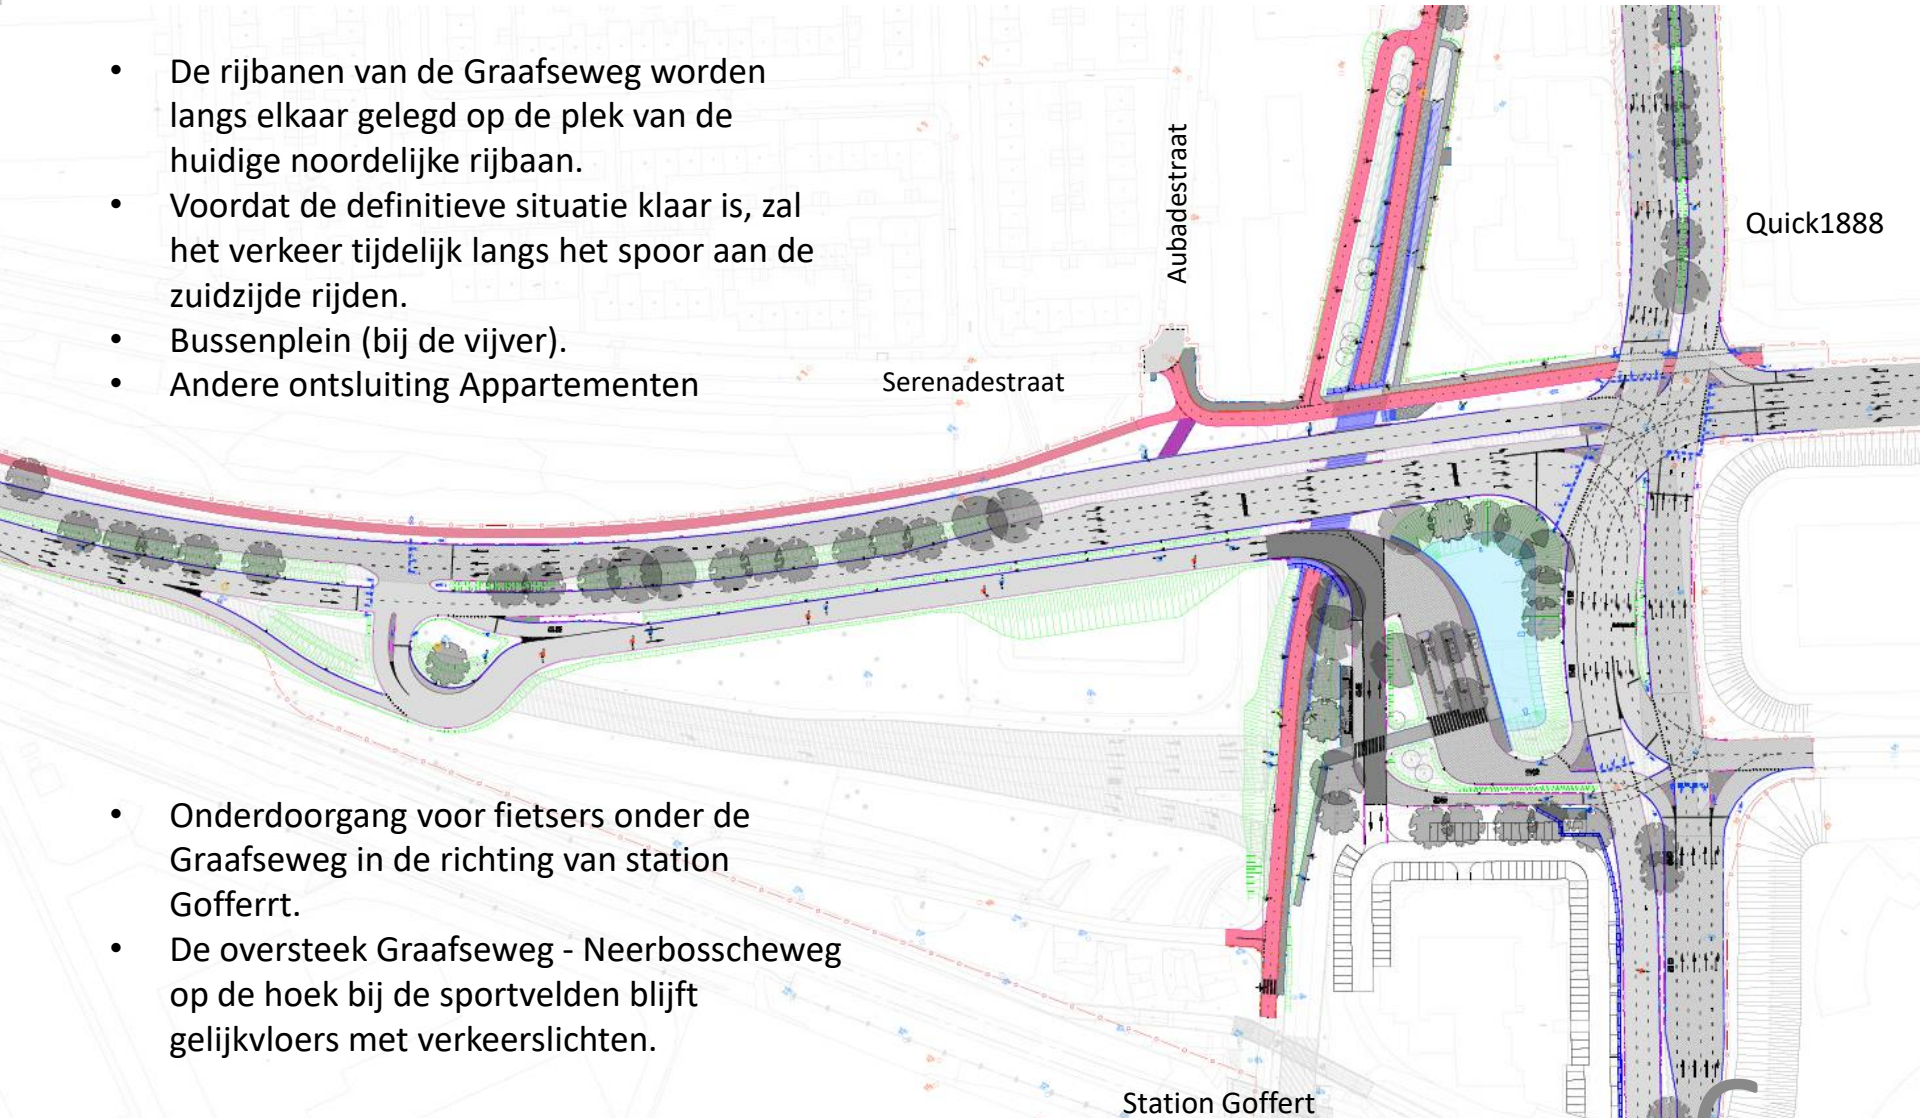 • De rijbanen van de Graafseweg worden
langs elkaar gelegd op de plek van de
huidige noordelijke rijbaan.
• Voordat de definitieve situatie klaar is, zal
het verkeer tijdelijk langs het spoor aan de
zuidzijde rijden.
• Bussenplein (bij de vijver).
• Andere ontsluiting Appartementen
Serenadestraat
Aubadestraat
Quick1888
• Onderdoorgang voor fietsers onder de
Graafseweg in de richting van station
Gofferrt.
• De oversteek Graafseweg - Neerbosscheweg
op de hoek bij de sportvelden blijft
gelijkvloers met verkeerslichten.
Station Goffert